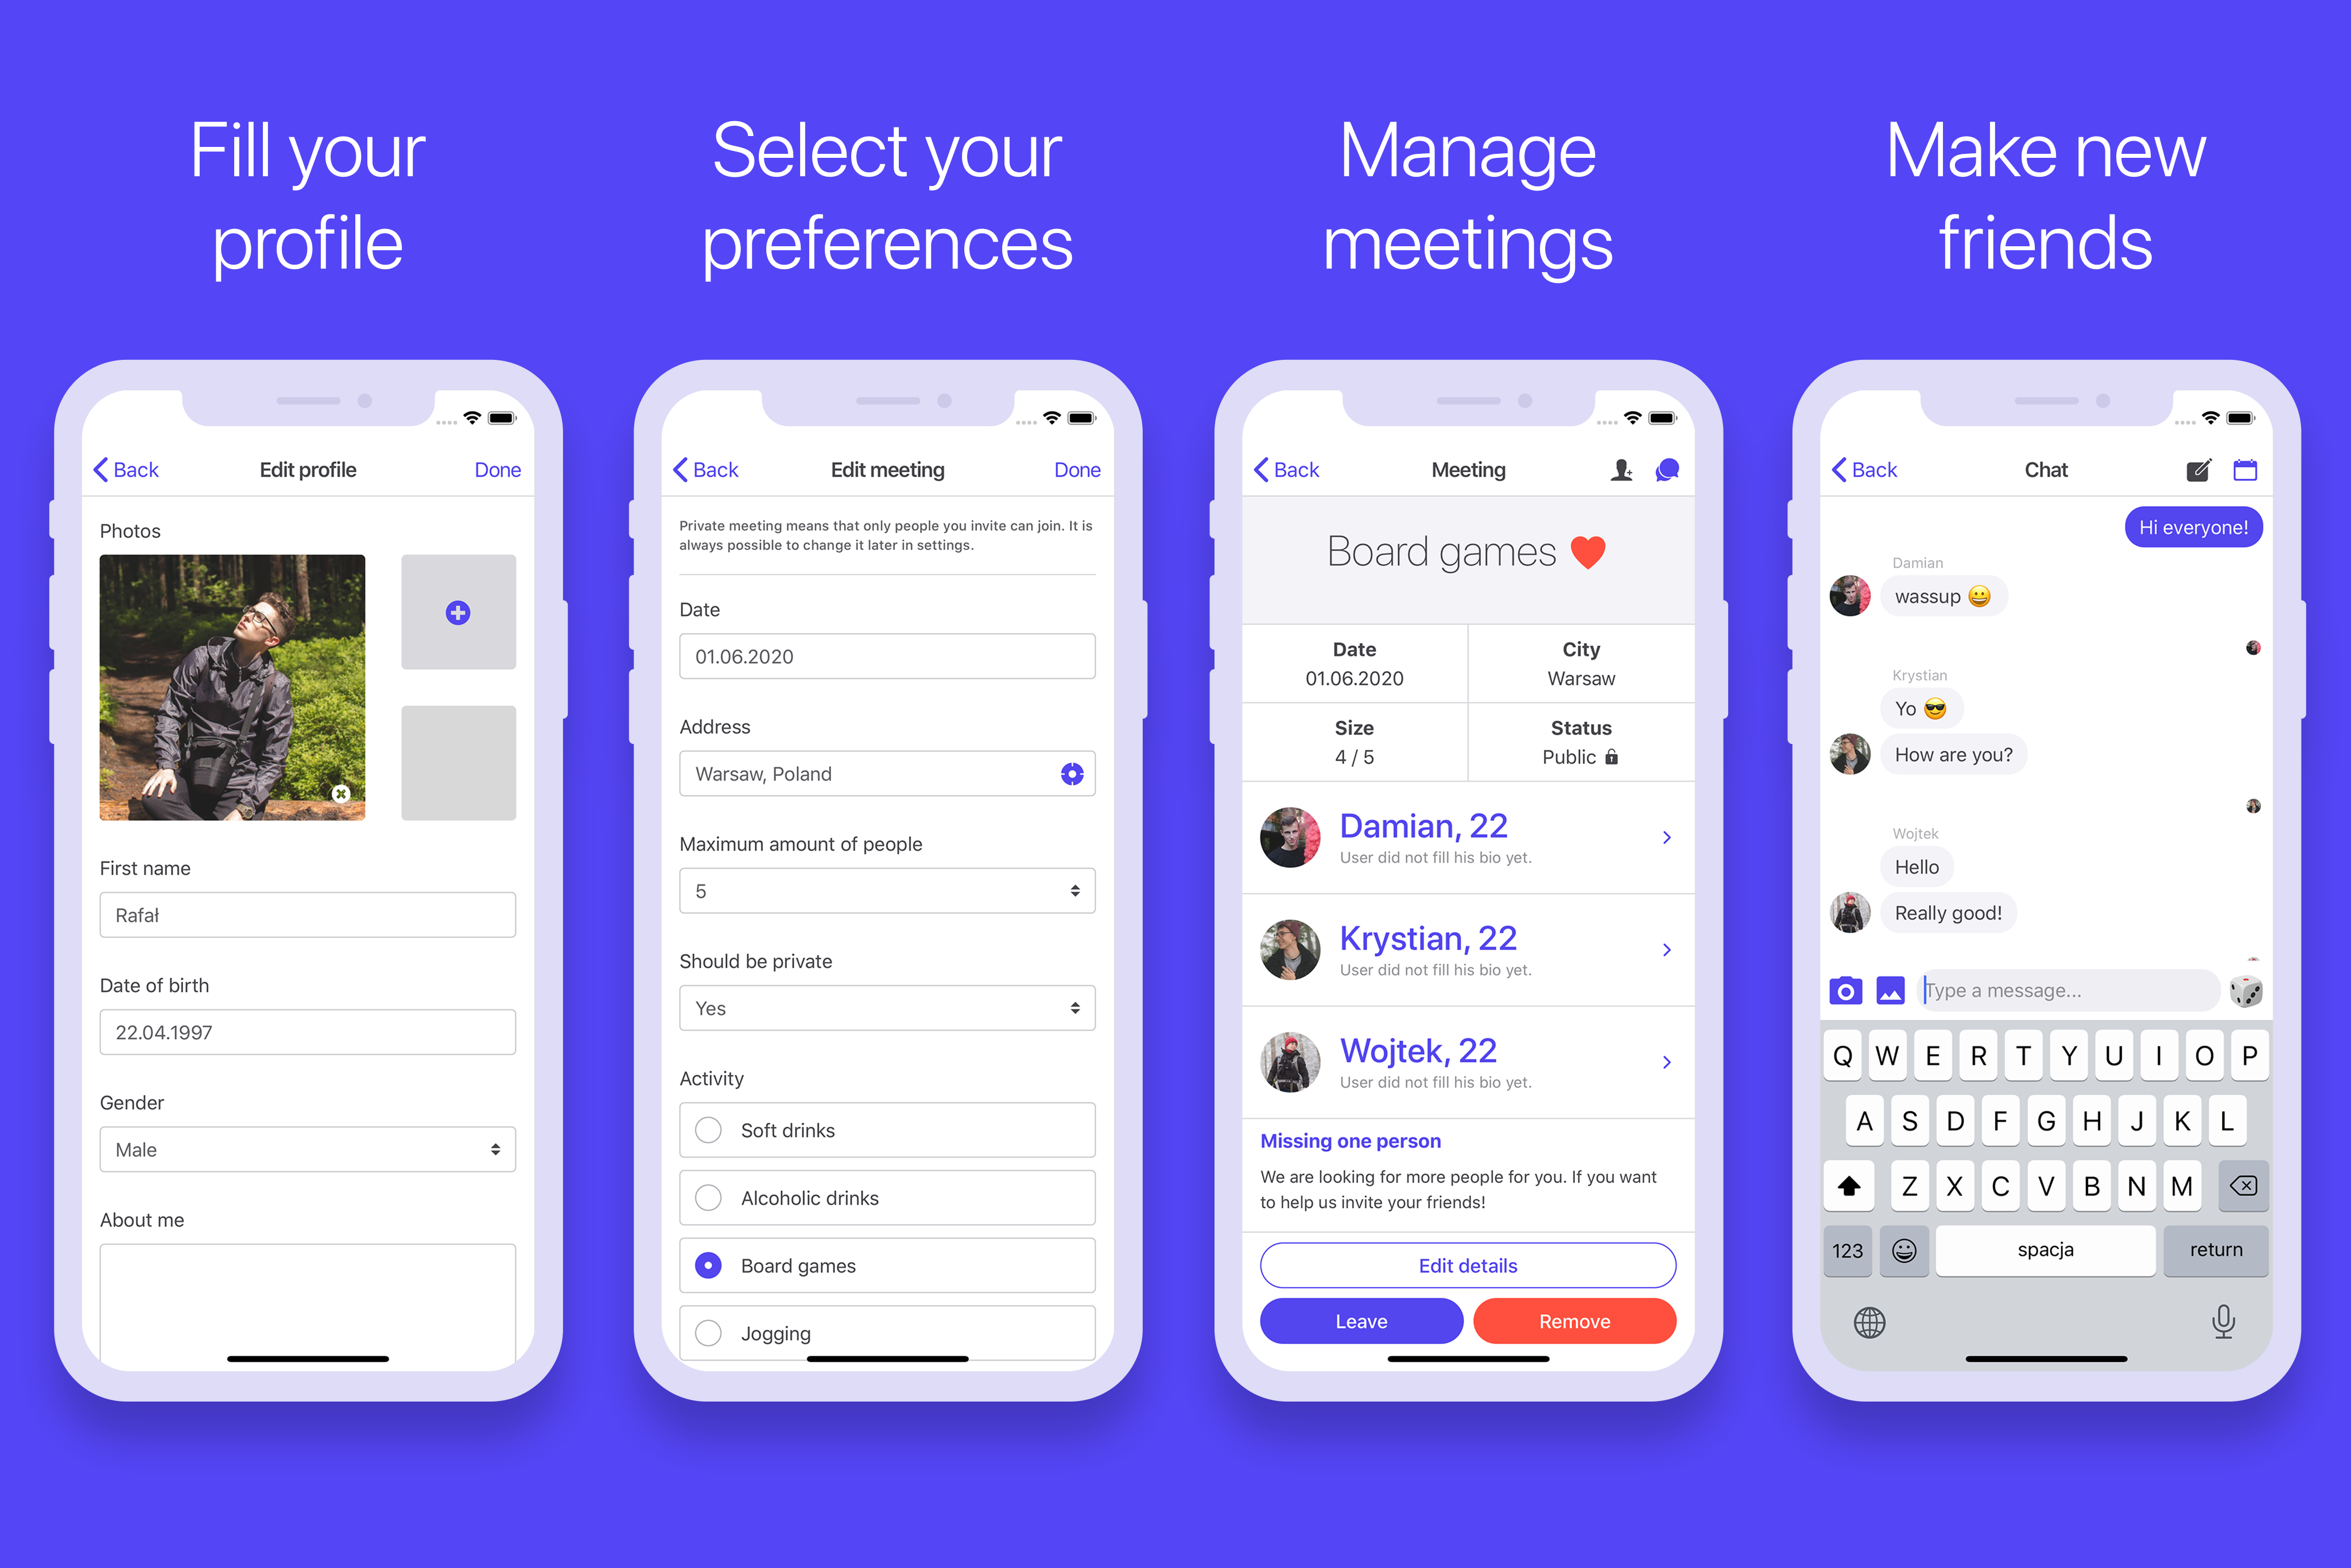 Fill your
profile
Back
Edit profile
Done
Photos
First name
Rafał
Date of birth
22.04.1997
Gender
Male
About me
Select your
preferences
Back
Edit meeting
Done
Private meeting means that only people you invite can join. It is
always possible to change it later in settings.
Date
01.06.2020
Address
Warsaw, Poland
Maximum amount of people
5
Should be private
Yes
Activity
Soft drinks
Alcoholic drinks
Board games
Jogging
Manage
meetings
Back
Meeting
Board games ❤️
Date
01.06.2020
City
Warsaw
Size
4 / 5
Status
Public
Damian, 22
User did not fill his bio yet.
Krystian, 22
User did not fill his bio yet.
Wojtek, 22
User did not fill his bio yet.
Missing one person
We are looking for more people for you. If you want
to help us invite your friends!
Edit details
Leave
Remove
Make new
friends
Back
Chat
Hi everyone!
Damian
wassup 😀
Krystian
Yo 😎
How are you?
Wojtek
Hello
Really good!
Type a message...
Q W E R T Y U I O P
A S D F G H J K L
Z X C V B N M
123
spacja
return